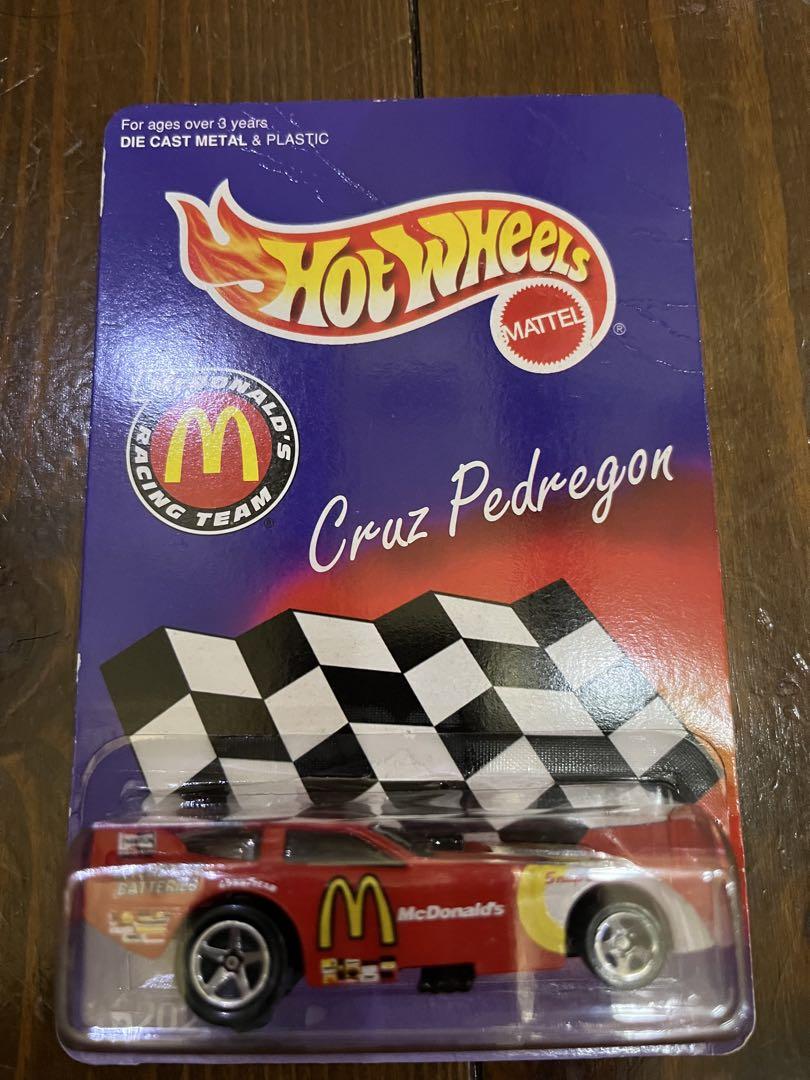 For ages over 3 years
DIE CAST METAL & PLASTIC
HOT WHEELS
MATTEL
®
McDONALD'S
RACING TEAM
®
Cruz Pedregon
BATTERIES
GOODYEAR
McDonald's